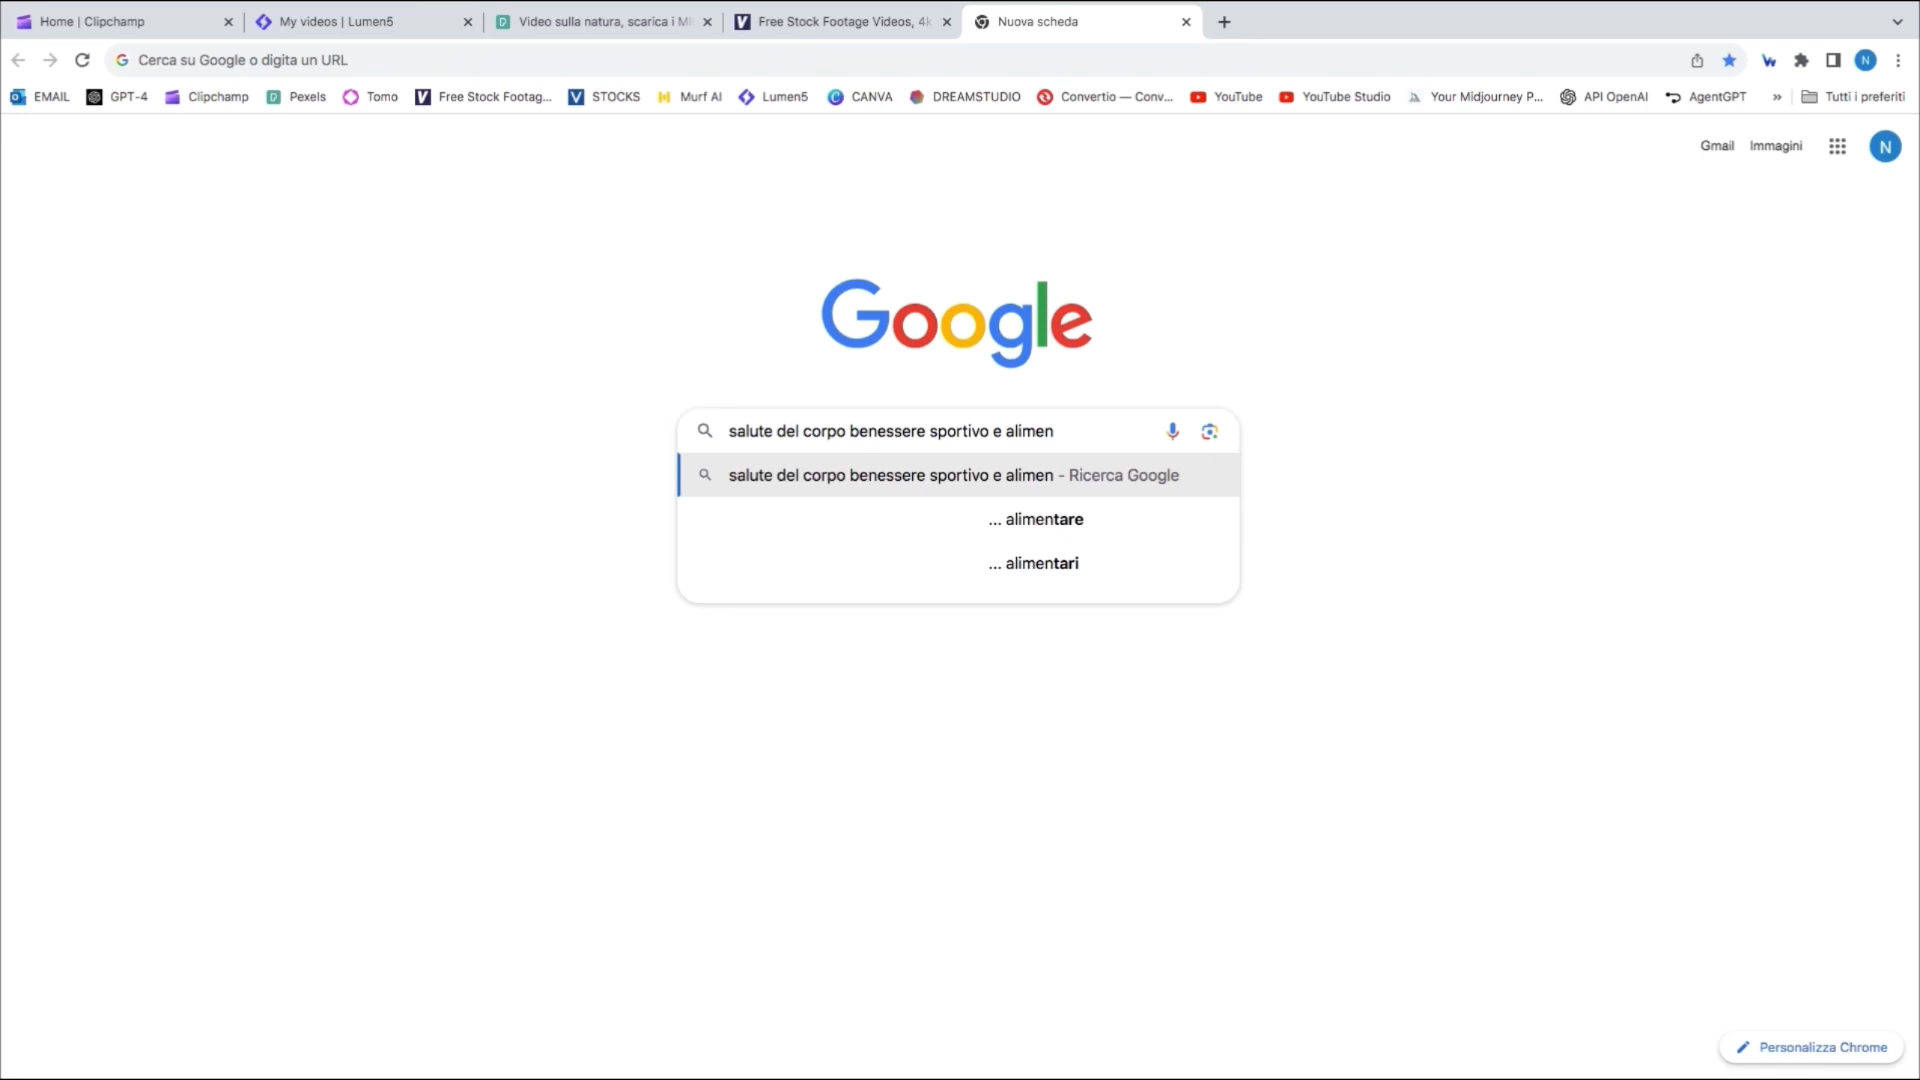 Home | Clipchamp
My videos | Lumen5
Video sulla natura, scarica i M
Free Stock Footage Videos, 4k
Nuova scheda
Cerca su Google o digita un URL
N
EMAIL
GPT-4
Clipchamp
Pexels
Tomo
Free Stock Footag...
STOCKS
Murf AI
Lumen5
CANVA
DREAMSTUDIO
Convertio — Conv...
YouTube
YouTube Studio
Your Midjourney P...
API OpenAI
AgentGPT
»
Tutti i preferiti
Gmail
Immagini
N
Google
salute del corpo benessere sportivo e alimen
salute del corpo benessere sportivo e alimen - Ricerca Google
... alimentare
... alimentari
Personalizza Chrome